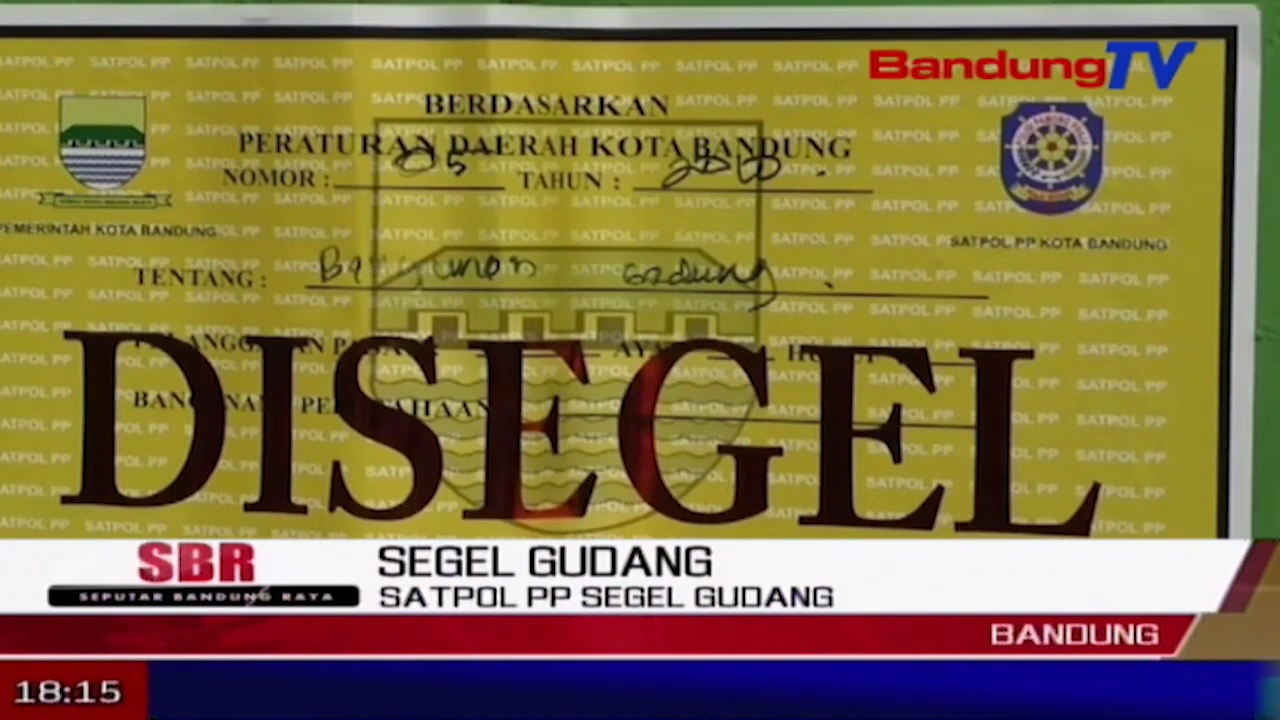 BandungTV
BERDASARKAN
PERATURAN DAERAH KOTA BANDUNG
NOMOR : 05 TAHUN : 2010 .
PEMERINTAH KOTA BANDUNG
SATPOL PP KOTA BANDUNG
TENTANG : Bangunan Gedung .
DISEGEL
SBR
SEPUTAR BANDUNG RAYA
SEGEL GUDANG
SATPOL PP SEGEL GUDANG
BANDUNG
18:15